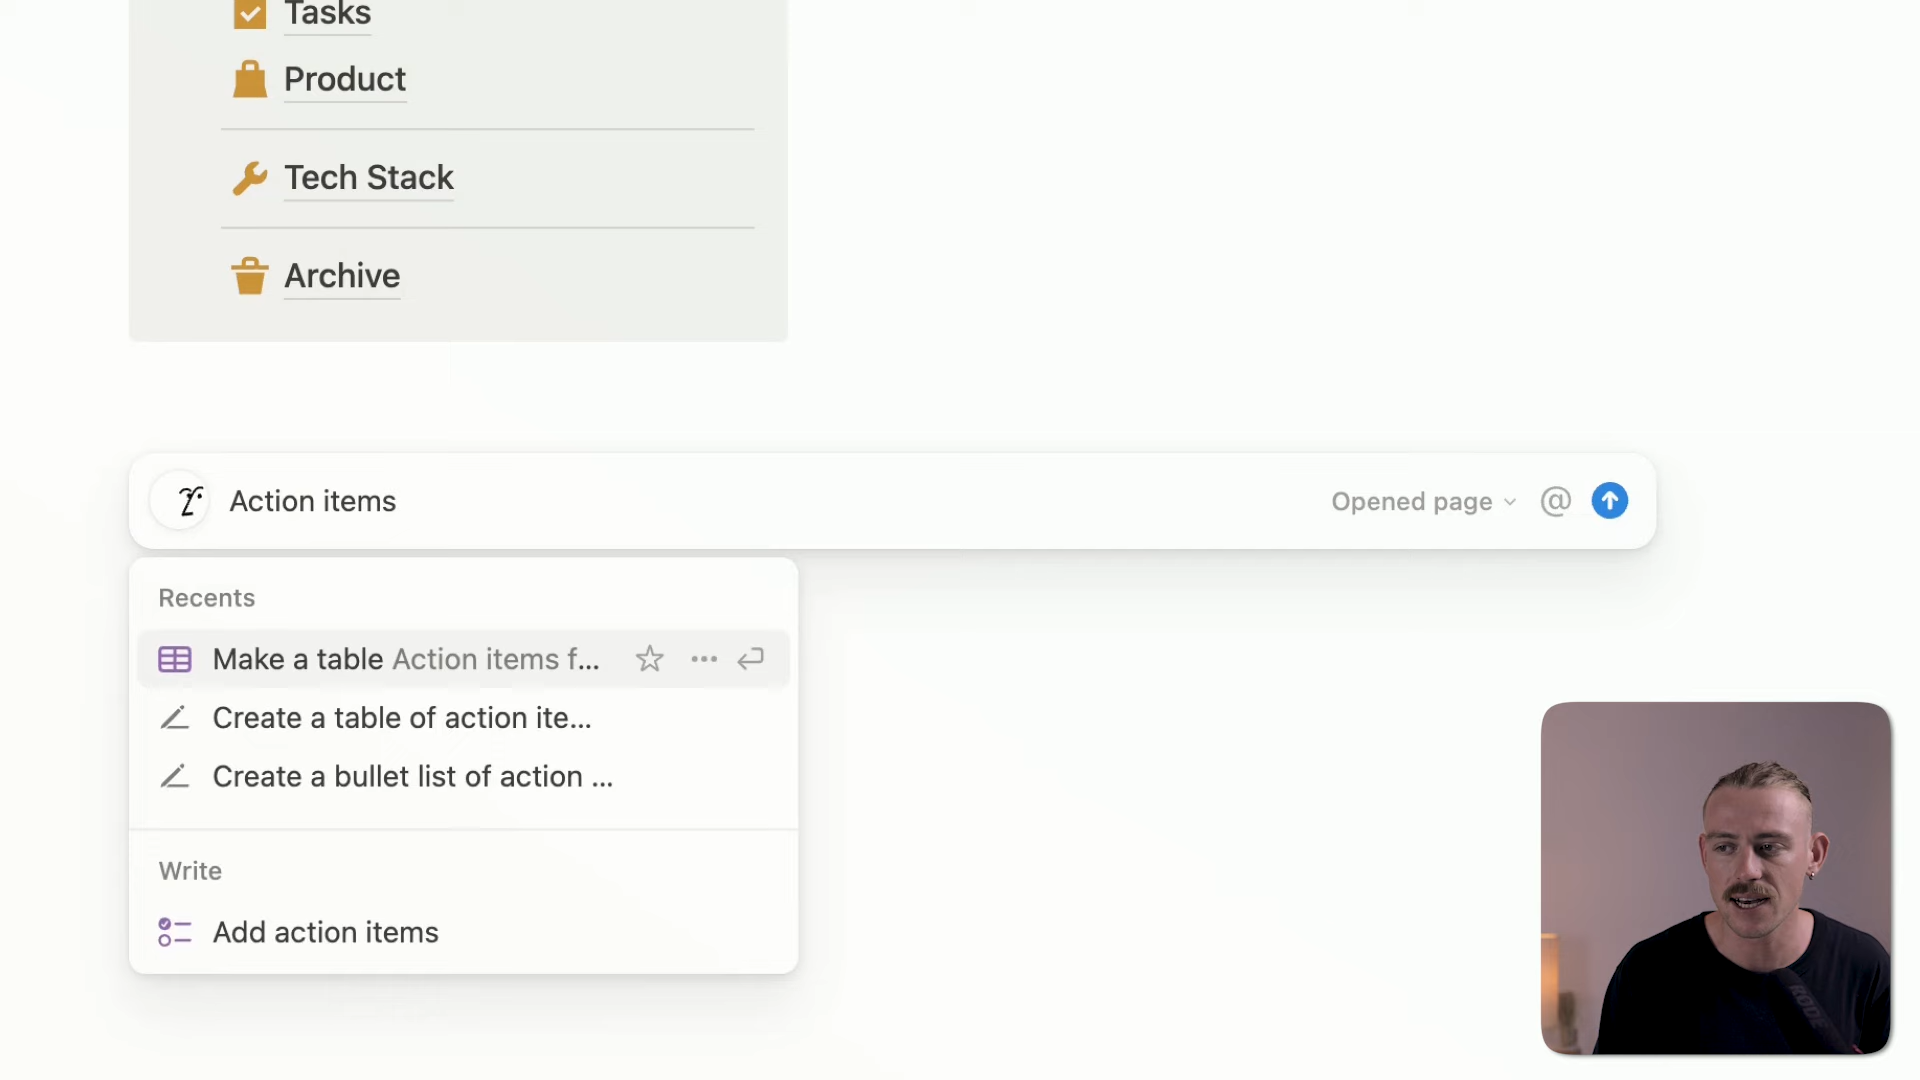 Tasks
Product
Tech Stack
Archive
Action items
Opened page
@
Recents
Make a table Action items f...
Create a table of action ite...
Create a bullet list of action ...
Write
Add action items
RODE